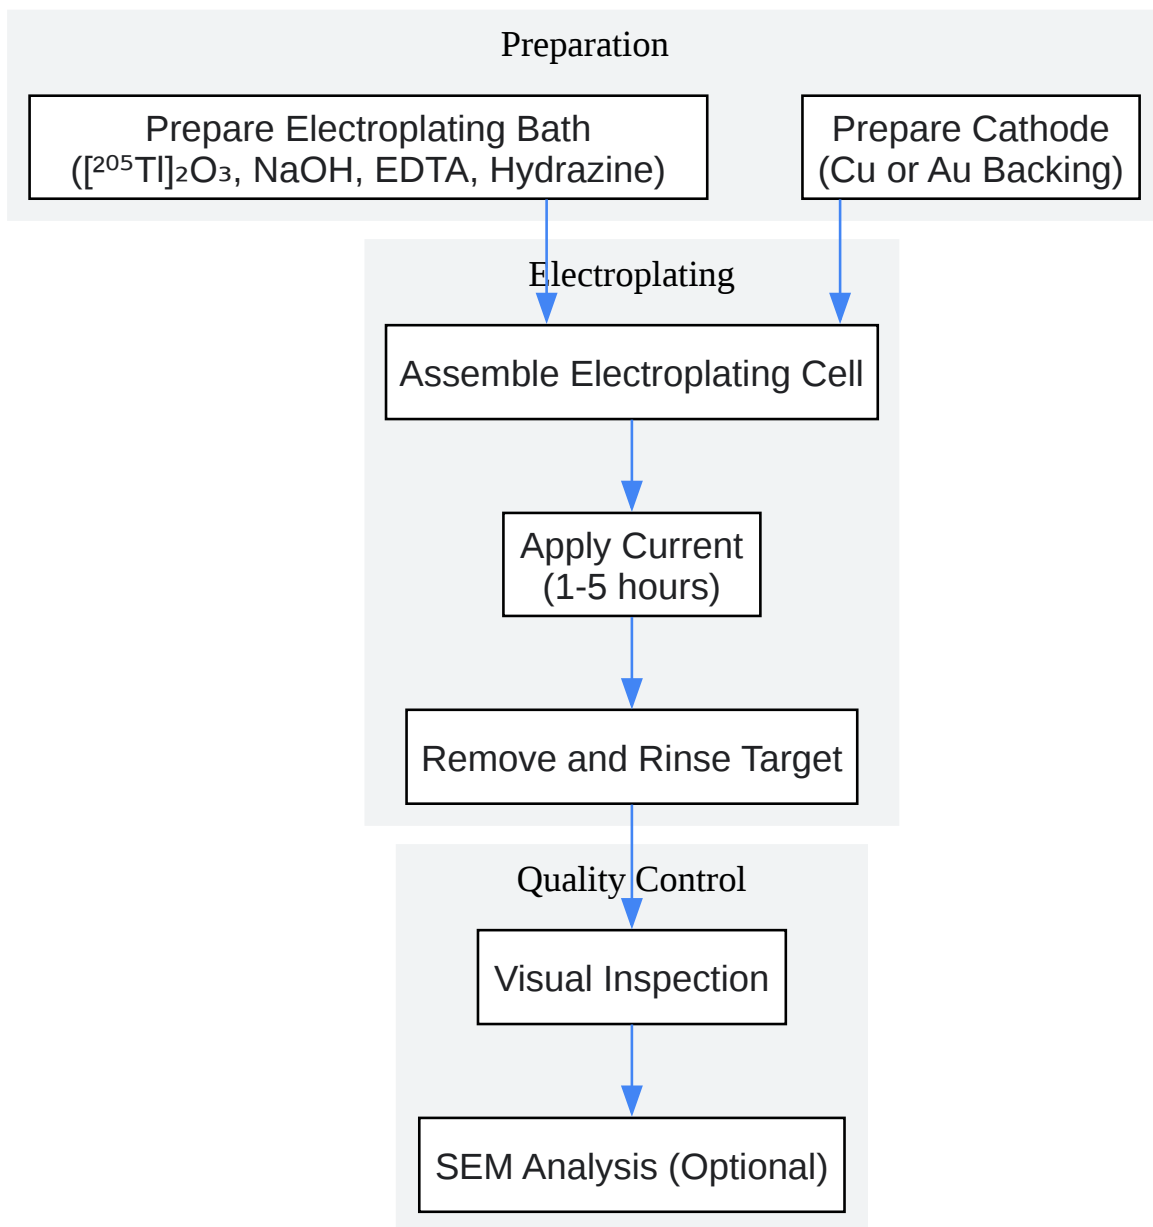 Preparation
Prepare Electroplating Bath
([²⁰⁵Tl]₂O₃, NaOH, EDTA, Hydrazine)
Prepare Cathode
(Cu or Au Backing)
Electroplating
Assemble Electroplating Cell
Apply Current
(1-5 hours)
Remove and Rinse Target
Quality Control
Visual Inspection
SEM Analysis (Optional)